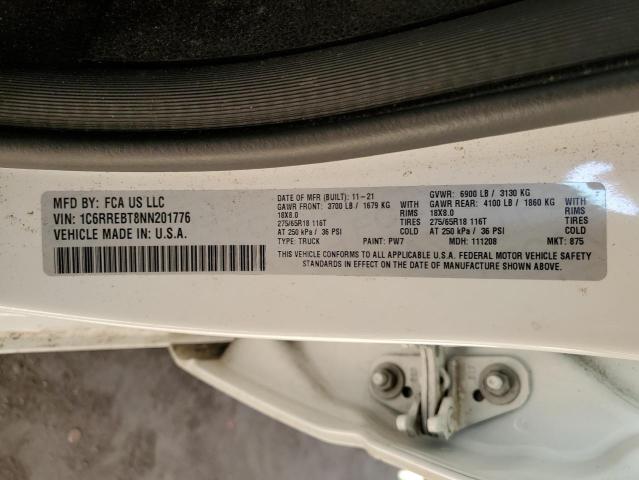 MFD BY: FCA US LLC
VIN: 1C6RREBT8NN201776
VEHICLE MADE IN: U.S.A.
DATE OF MFR (BUILT): 11-21
GAWR FRONT: 3700 LB / 1679 KG WITH
18X8.0 TIRES
275/65R18 116T COLD
AT 250 kPa / 36 PSI
GVWR: 6900 LB / 3130 KG
GAWR REAR: 4100 LB / 1860 KG WITH
18X8.0 TIRES
275/65R18 116T COLD
AT 250 kPa / 36 PSI
TYPE: TRUCK PAINT: PW7 MDH: 111208 MKT: 875
THIS VEHICLE CONFORMS TO ALL APPLICABLE U.S.A. FEDERAL MOTOR VEHICLE SAFETY
STANDARDS IN EFFECT ON THE DATE OF MANUFACTURE SHOWN ABOVE.